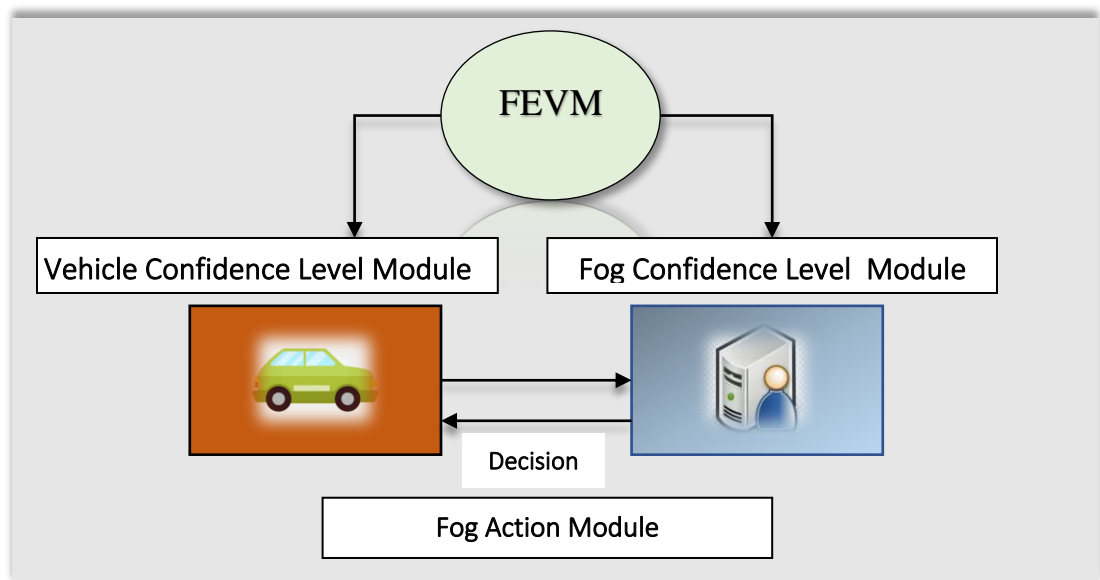 FEVM
Vehicle Confidence Level Module
Fog Confidence Level  Module
Decision
Fog Action Module